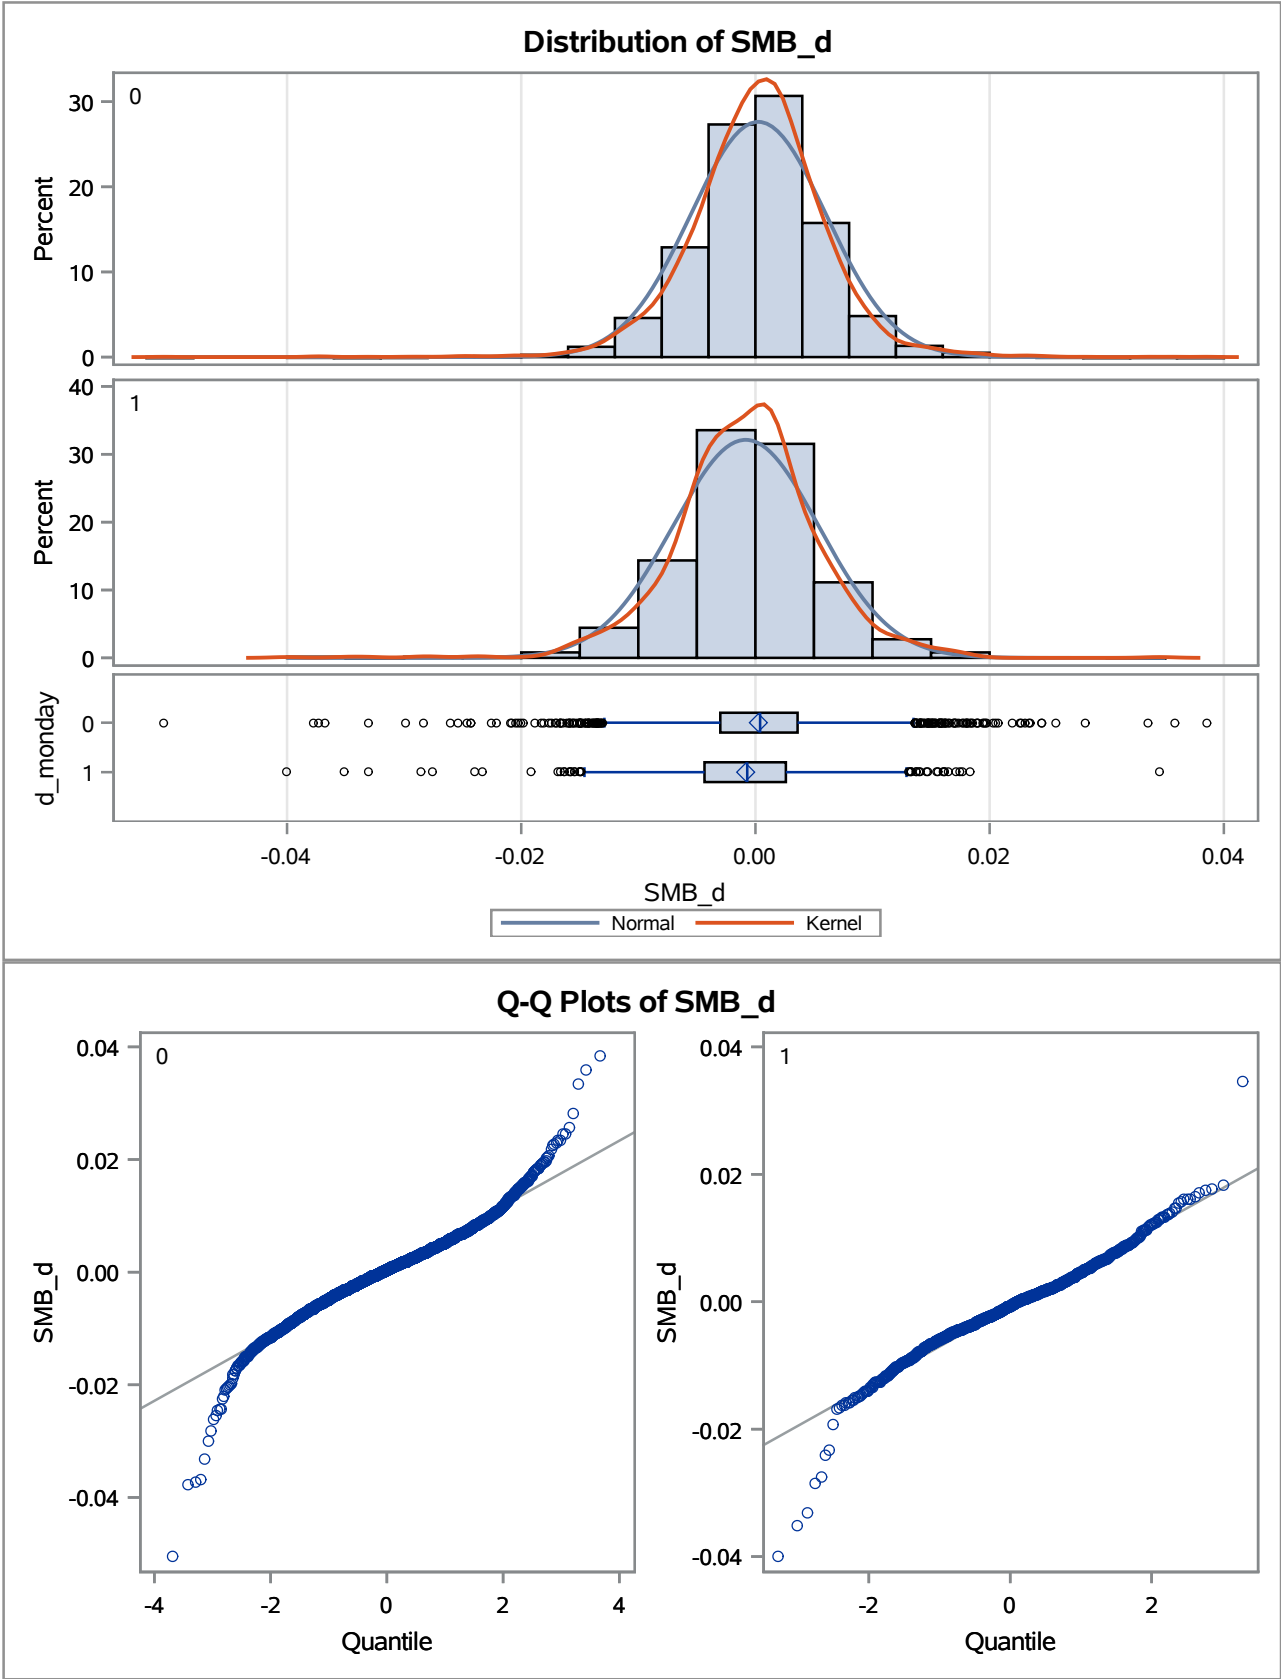 Distribution of SMB_d
0
30
20
10
0
Percent
1
40
30
20
10
0
Percent
d_monday
0
1
-0.04 -0.02 0.00 0.02 0.04
SMB_d
Normal Kernel
Q-Q Plots of SMB_d
0
0.04
0.02
0.00
-0.02
-0.04
SMB_d
-4 -2 0 2 4
Quantile
1
0.04
0.02
0.00
-0.02
-0.04
SMB_d
-2 0 2
Quantile